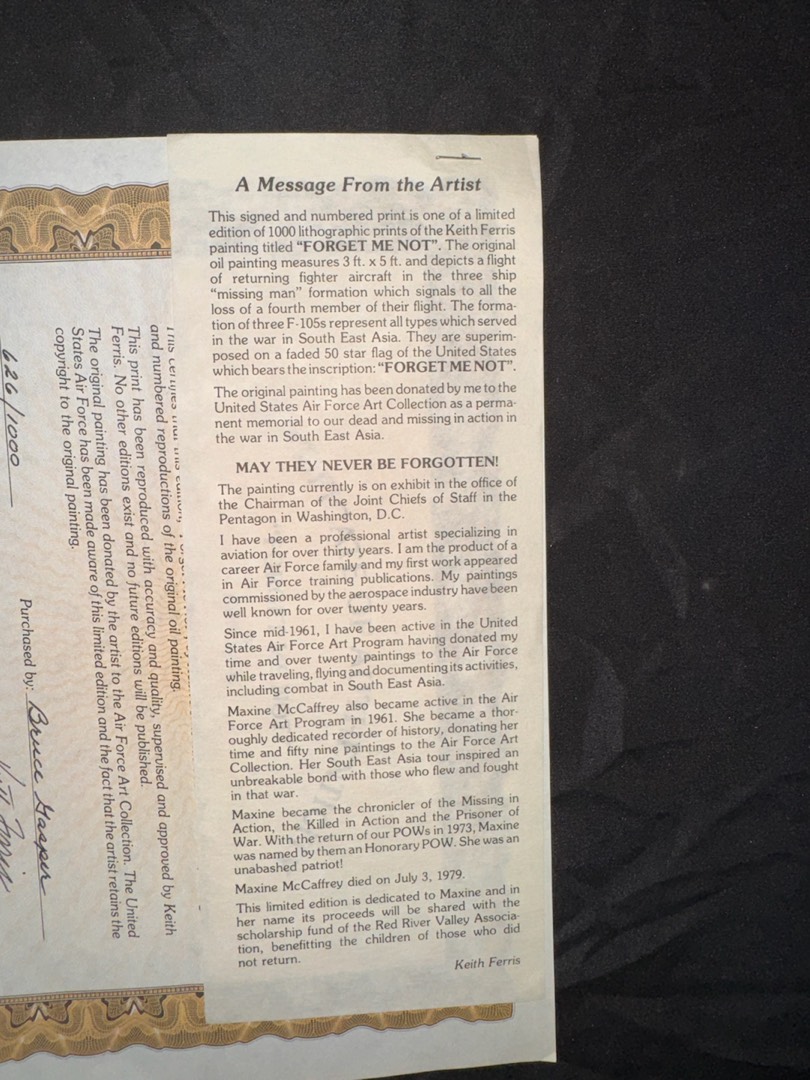 A Message From the Artist
This signed and numbered print is one of a limited
edition of 1000 lithographic prints of the Keith Ferris
painting titled “FORGET ME NOT”. The original
oil painting measures 3 ft. x 5 ft. and depicts a flight
of returning fighter aircraft in the three ship
“missing man” formation which signals to all the
loss of a fourth member of their flight. The forma-
tion of three F-105s represent all types which served
in the war in South East Asia. They are superim-
posed on a faded 50 star flag of the United States
which bears the inscription: “FORGET ME NOT”.
The original painting has been donated by me to the
United States Air Force Art Collection as a perma-
nent memorial to our dead and missing in action in
the war in South East Asia.
MAY THEY NEVER BE FORGOTTEN!
The painting currently is on exhibit in the office of
the Chairman of the Joint Chiefs of Staff in the
Pentagon in Washington, D.C.
I have been a professional artist specializing in
aviation for over thirty years. I am the product of a
career Air Force family and my first work appeared
in Air Force training publications. My paintings
commissioned by the aerospace industry have been
well known for over twenty years.
Since mid-1961, I have been active in the United
States Air Force Art Program having donated my
time and over twenty paintings to the Air Force
while traveling, flying and documenting its activities,
including combat in South East Asia.
Maxine McCaffrey also became active in the Air
Force Art Program in 1961. She became a thor-
oughly dedicated recorder of history, donating her
time and fifty nine paintings to the Air Force Art
Collection. Her South East Asia tour inspired an
unbreakable bond with those who flew and fought
in that war.
Maxine became the chronicler of the Missing in
Action, the Killed in Action and the Prisoner of
War. With the return of our POWs in 1973, Maxine
was named by them an Honorary POW. She was an
unabashed patriot!
Maxine McCaffrey died on July 3, 1979.
This limited edition is dedicated to Maxine and in
her name its proceeds will be shared with the
scholarship fund of the Red River Valley Associa-
tion, benefitting the children of those who did
not return.
Keith Ferris
This certifies that this edition,
and numbered reproductions of the original oil painting.
This print has been reproduced with accuracy and quality, supervised and approved by Keith
Ferris. No other editions exist and no future editions will be published.
The original painting has been donated by the artist to the Air Force Art Collection. The United
States Air Force has been made aware of this limited edition and the fact that the artist retains the
copyright to the original painting.
626/1000
Purchased by: Bruce Gasper